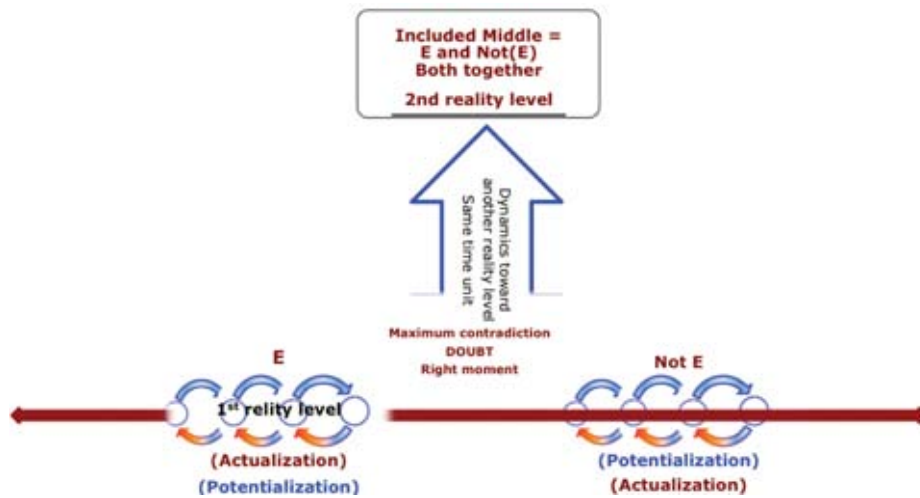 Included Middle =
E and Not(E)
Both together
2nd reality level
Dynamics toward
another reality level
Same time unit
Maximum contradiction
DOUBT
Right moment
E
Not E
1st relity level
(Actualization)
(Potentialization)
(Potentialization)
(Actualization)